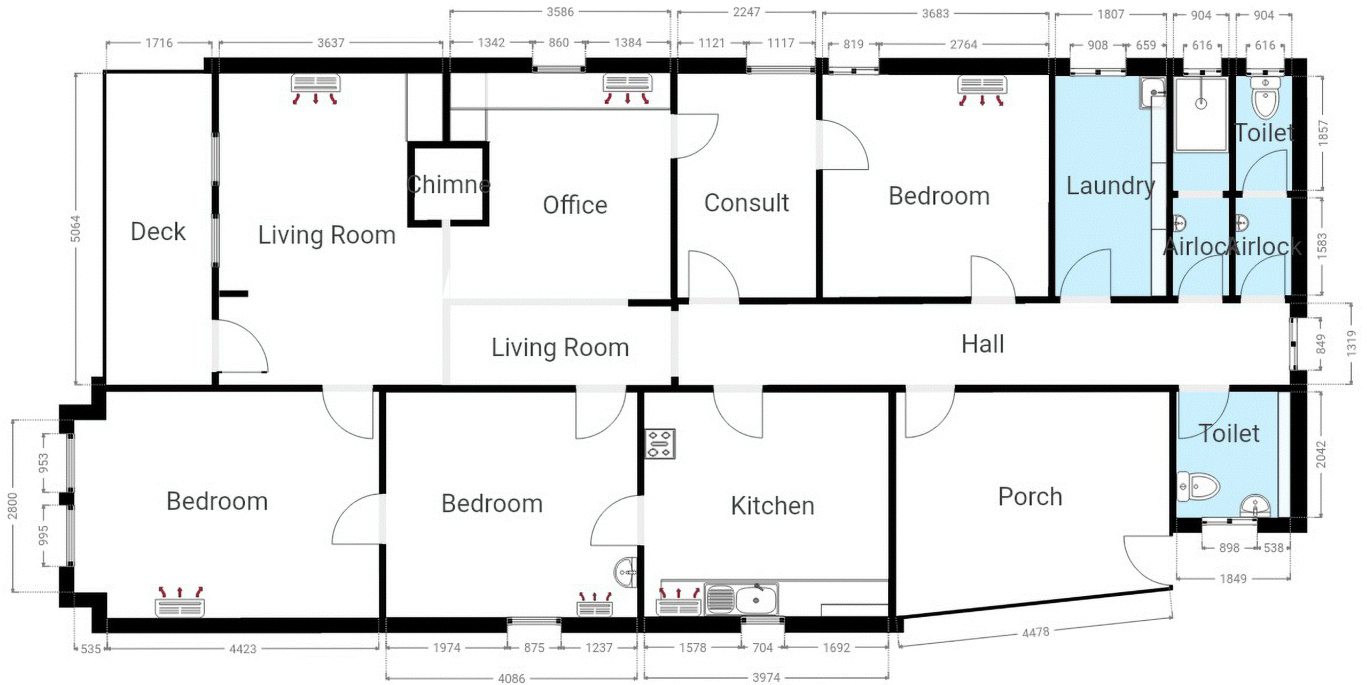 3586
2247
3683
1807
904
904
1716
3637
1342
860
1384
1121
1117
819
2764
908
659
616
616
Toilet
1857
Chimne
Laundry
Bedroom
Consult
Office
5064
Deck
Living Room
Airlock
Airlock
1583
Living Room
Hall
849
1319
Toilet
2042
953
2800
995
Bedroom
Bedroom
Kitchen
Porch
898
538
1849
535
4423
1974
875
1237
1578
704
1692
4478
4086
3974